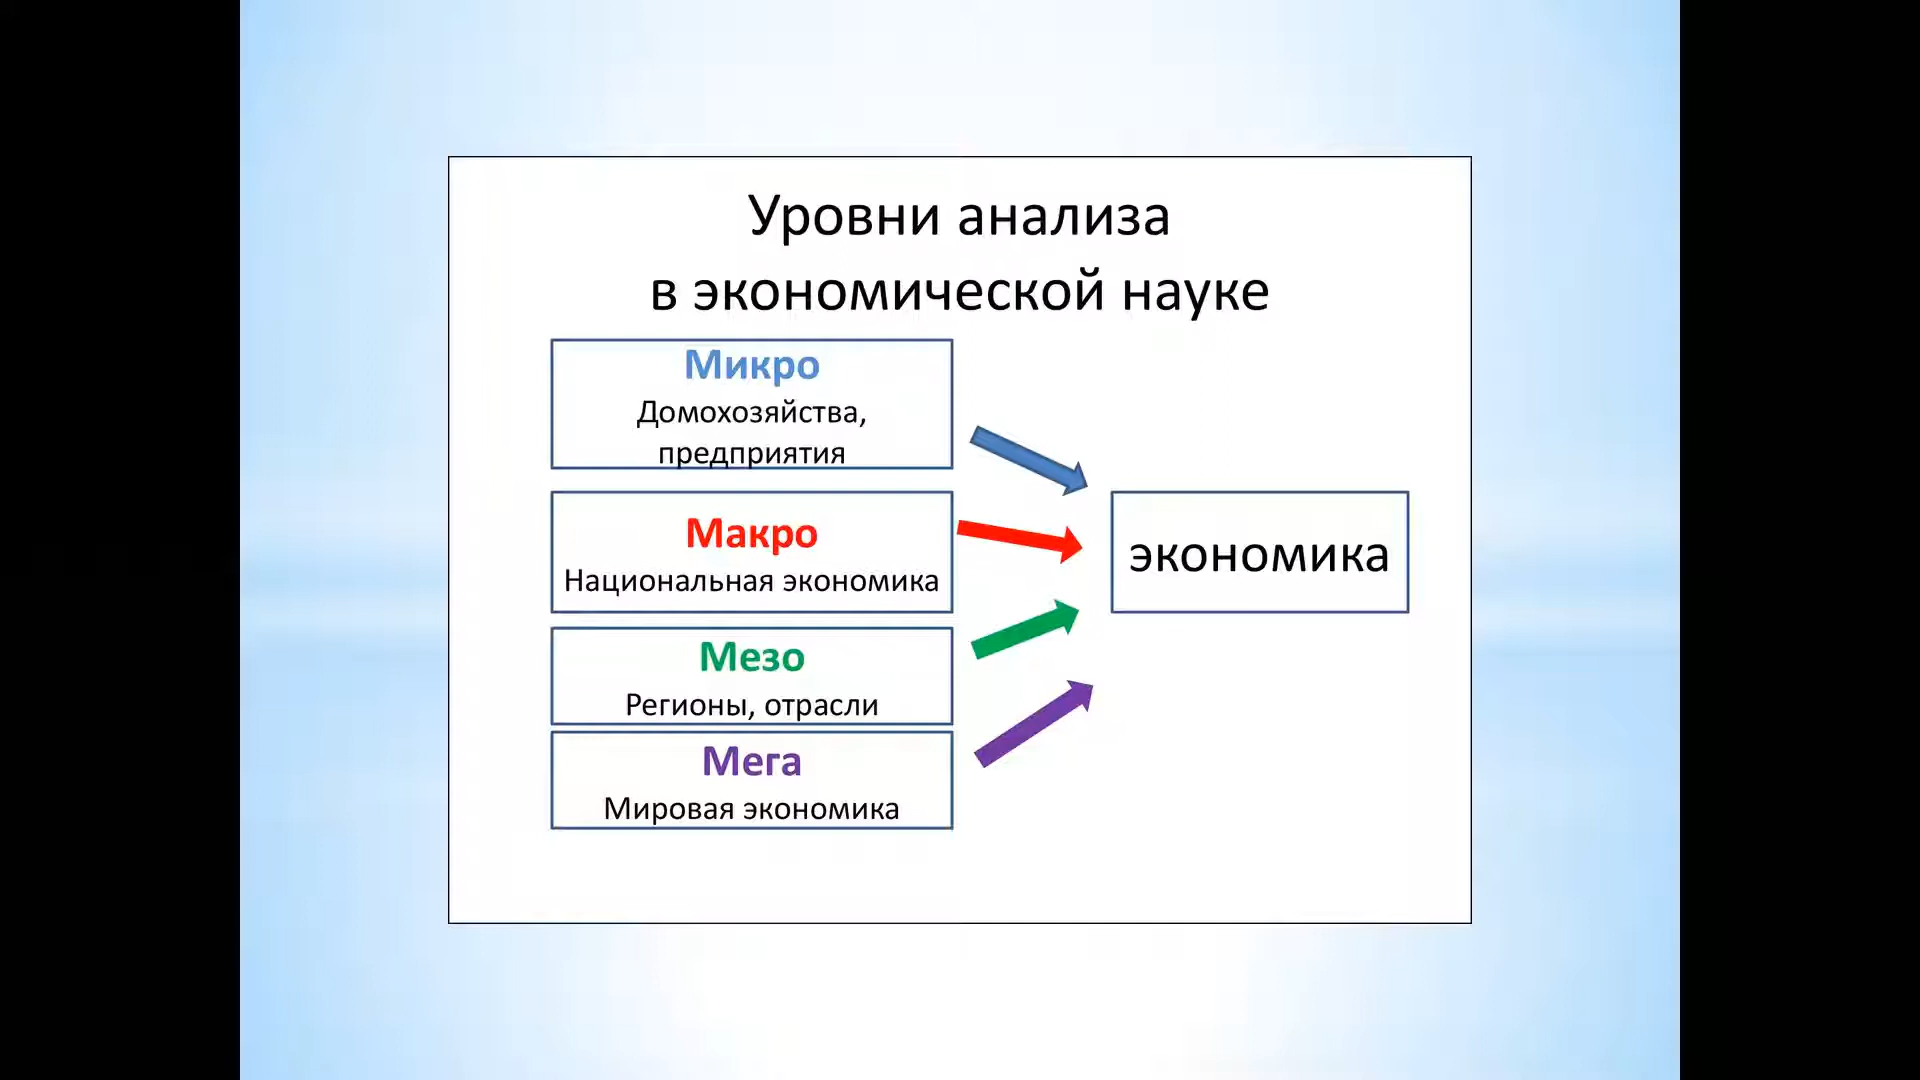 Уровни анализа
в экономической науке
Микро
Домохозяйства,
предприятия
Макро
Национальная экономика
Мезо
Регионы, отрасли
Мега
Мировая экономика
экономика